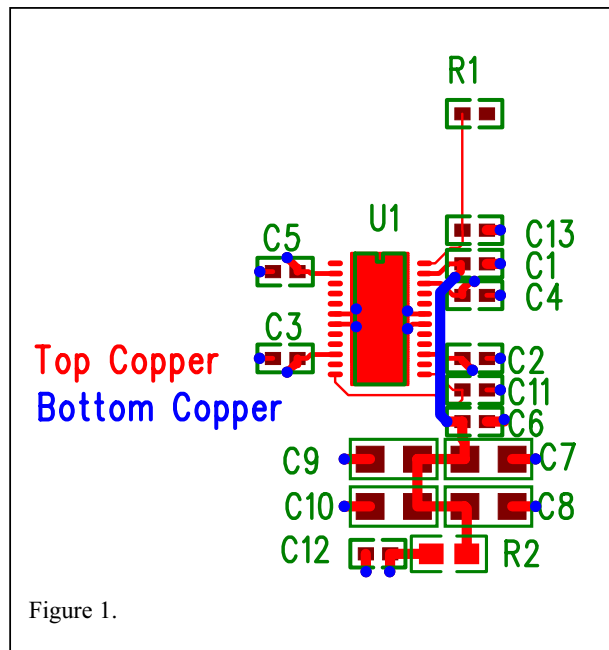 R1
U1
C5
C13
C1
C4
C3
Top Copper
Bottom Copper
C2
C11
C6
C9
C7
C10
C8
C12
R2
Figure 1.